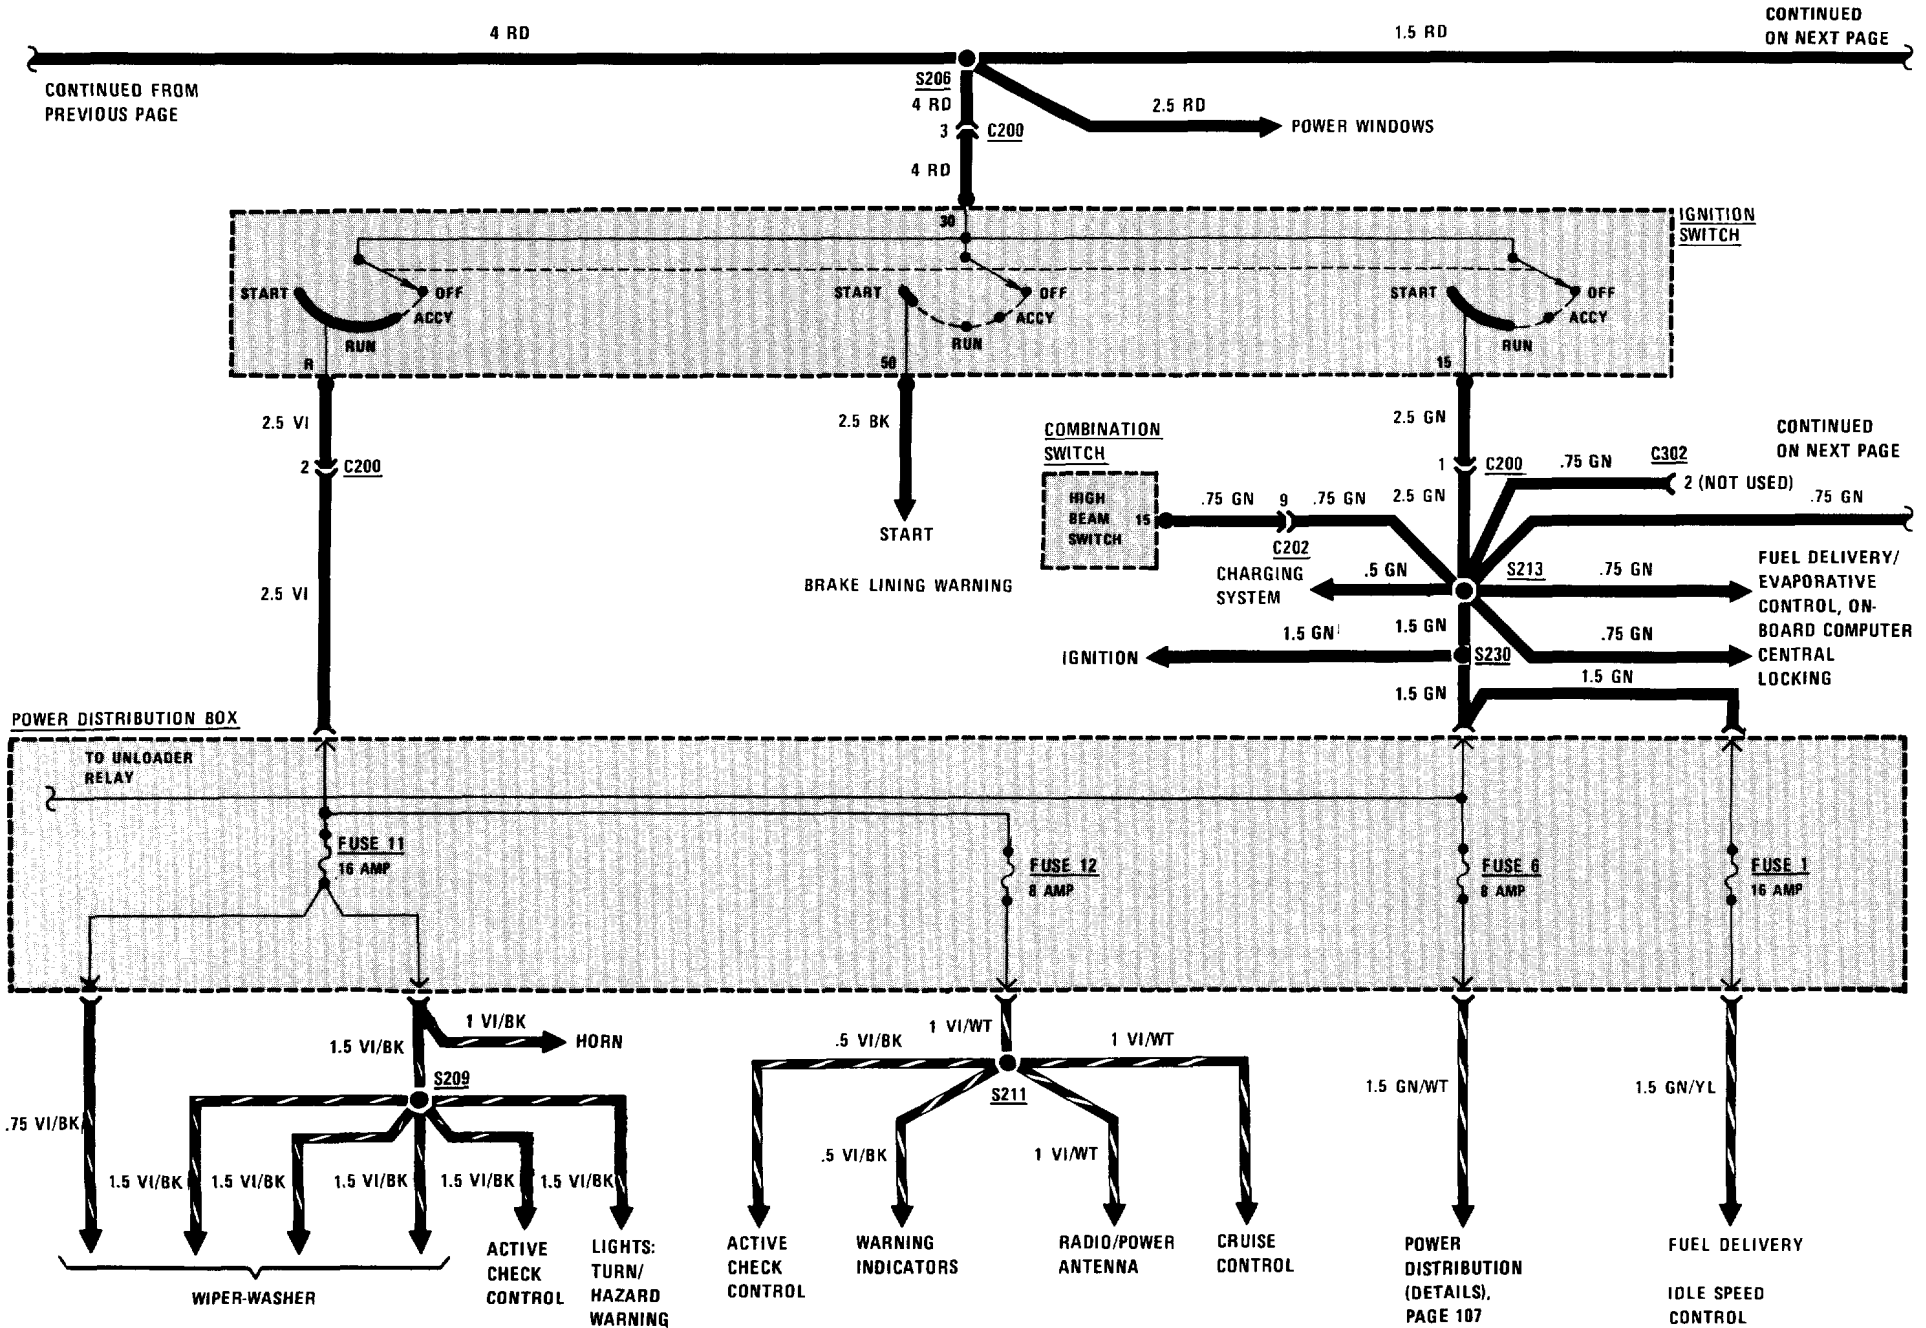 4 RD
1.5 RD
CONTINUED
ON NEXT PAGE
CONTINUED FROM
PREVIOUS PAGE
S206
4 RD
2.5 RD
POWER WINDOWS
3
C200
4 RD
IGNITION
SWITCH
30
START
OFF
ACCY
RUN
R
START
OFF
ACCY
RUN
50
START
OFF
ACCY
RUN
15
2.5 VI
2
C200
2.5 VI
2.5 BK
START
BRAKE LINING WARNING
COMBINATION
SWITCH
HIGH
BEAM
SWITCH
15
.75 GN
9
.75 GN
C202
2.5 GN
1
C200
2.5 GN
.75 GN
C302
2 (NOT USED)
CONTINUED
ON NEXT PAGE
.75 GN
CHARGING
SYSTEM
.5 GN
S213
.75 GN
FUEL DELIVERY/
EVAPORATIVE
CONTROL, ON-
BOARD COMPUTER
CENTRAL
LOCKING
1.5 GN
1.5 GN
.75 GN
IGNITION
S230
1.5 GN
1.5 GN
POWER DISTRIBUTION BOX
TO UNLOADER
RELAY
FUSE 11
16 AMP
FUSE 12
8 AMP
FUSE 6
8 AMP
FUSE 1
16 AMP
1 VI/BK
HORN
1.5 VI/BK
S209
.75 VI/BK
1.5 VI/BK
1.5 VI/BK
1.5 VI/BK
1.5 VI/BK
1.5 VI/BK
WIPER-WASHER
ACTIVE
CHECK
CONTROL
LIGHTS:
TURN/
HAZARD
WARNING
1 VI/WT
.5 VI/BK
1 VI/WT
S211
.5 VI/BK
1 VI/WT
ACTIVE
CHECK
CONTROL
WARNING
INDICATORS
RADIO/POWER
ANTENNA
CRUISE
CONTROL
1.5 GN/WT
POWER
DISTRIBUTION
(DETAILS),
PAGE 107
1.5 GN/YL
FUEL DELIVERY
IDLE SPEED
CONTROL